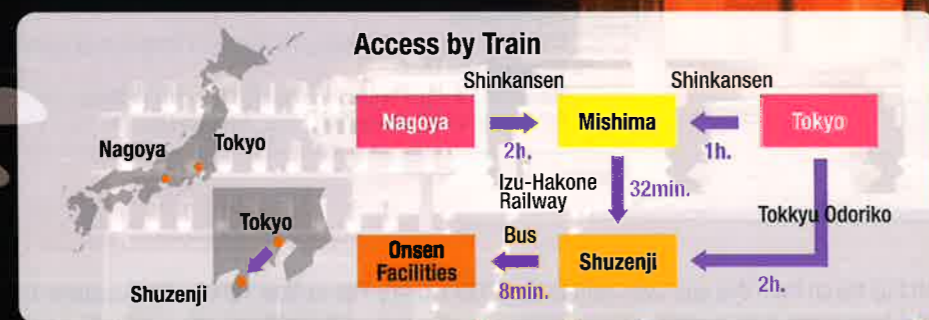 Access by Train
Shinkansen
Shinkansen
Nagoya
Mishima
Tokyo
2h.
1h.
Izu-Hakone
Railway
32min.
Tokkyu Odoriko
Bus
Onsen
Facilities
Shuzenji
8min.
2h.
Nagoya
Tokyo
Tokyo
Shuzenji